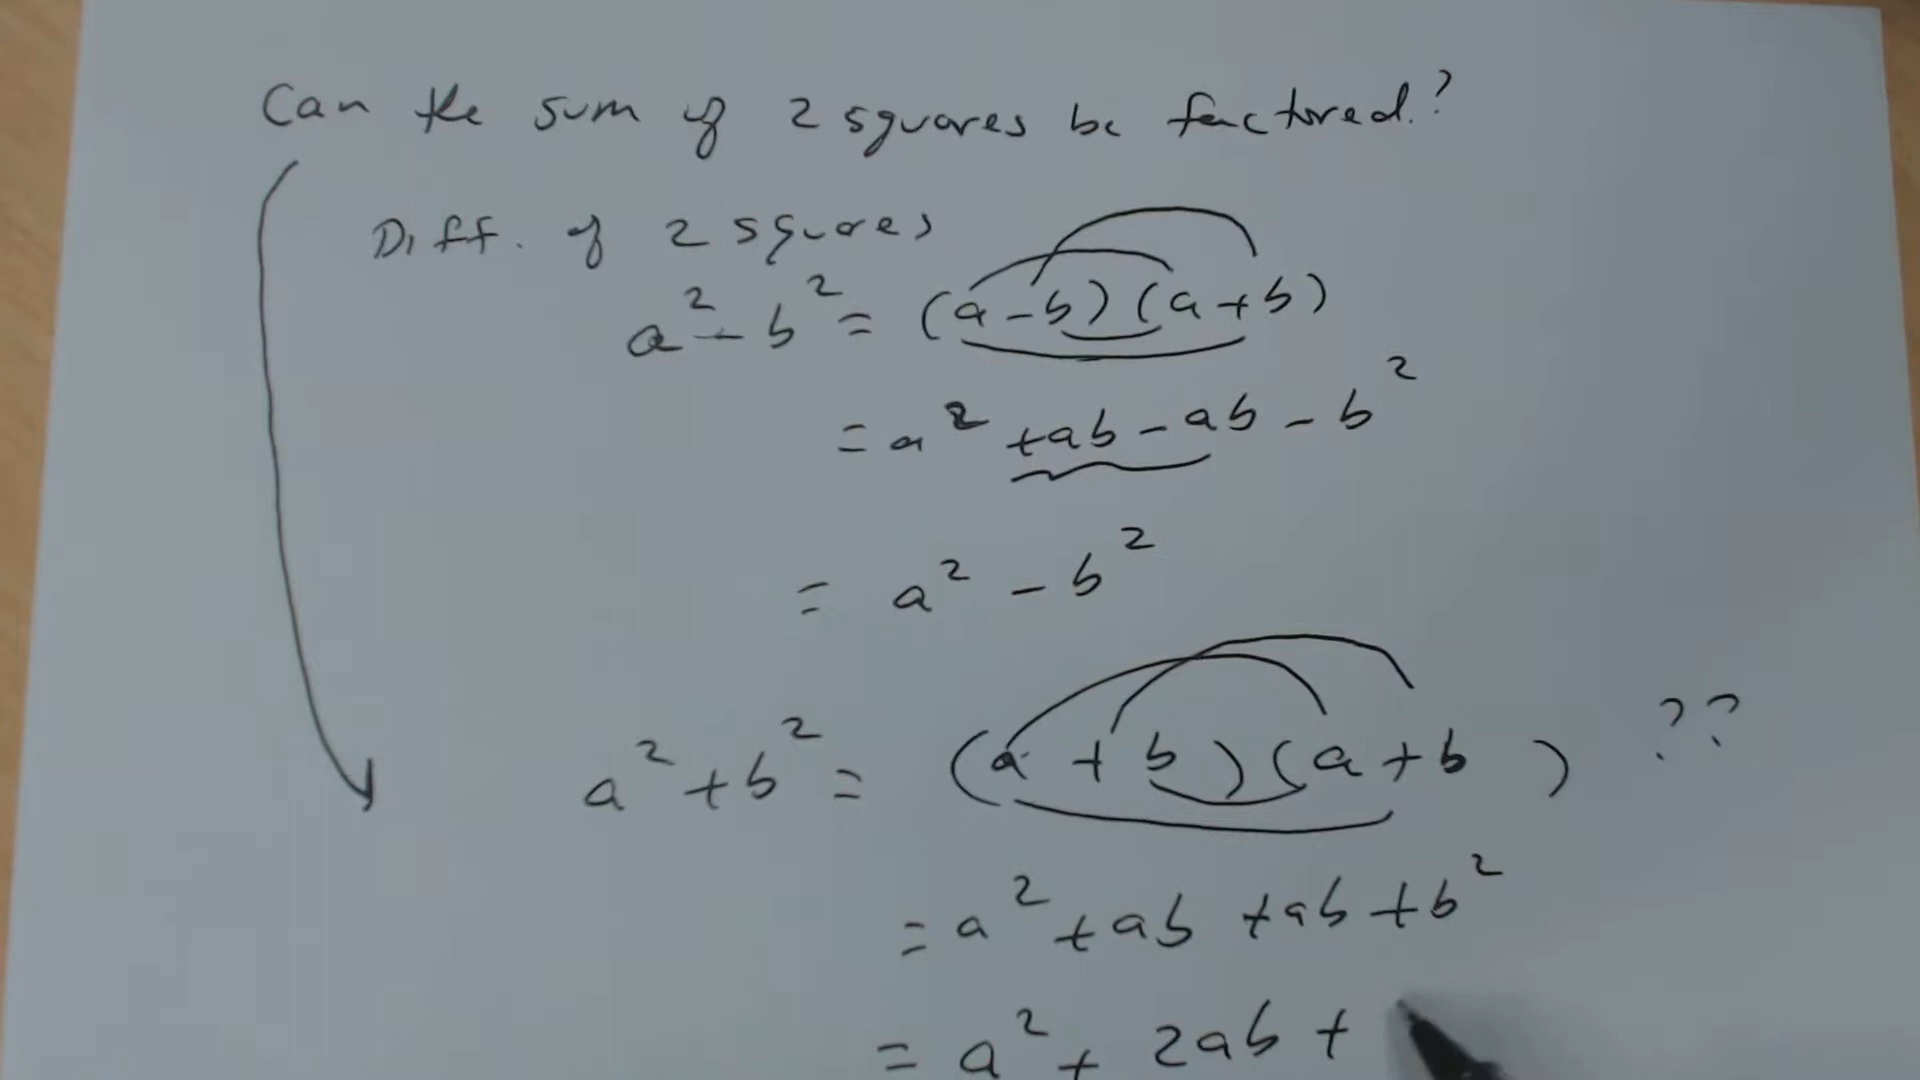 Can the sum of 2 squares be factored?
Diff. of 2 squares
a² - b² = (a - b)(a + b)
= a² + ab - ab - b²
= a² - b²
a² + b² = (a + b)(a + b) ??
= a² + ab + ab + b²
= a² + 2ab +